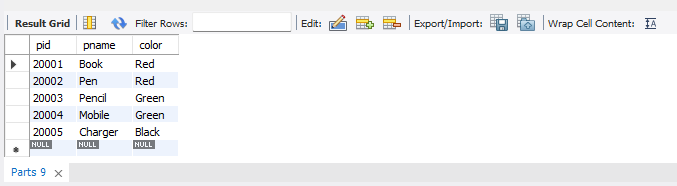 Result Grid Filter Rows: Edit: Export/Import: Wrap Cell Content: IA
pid pname color
20001 Book Red
20002 Pen Red
20003 Pencil Green
20004 Mobile Green
20005 Charger Black
NULL NULL NULL
Parts 9 ×